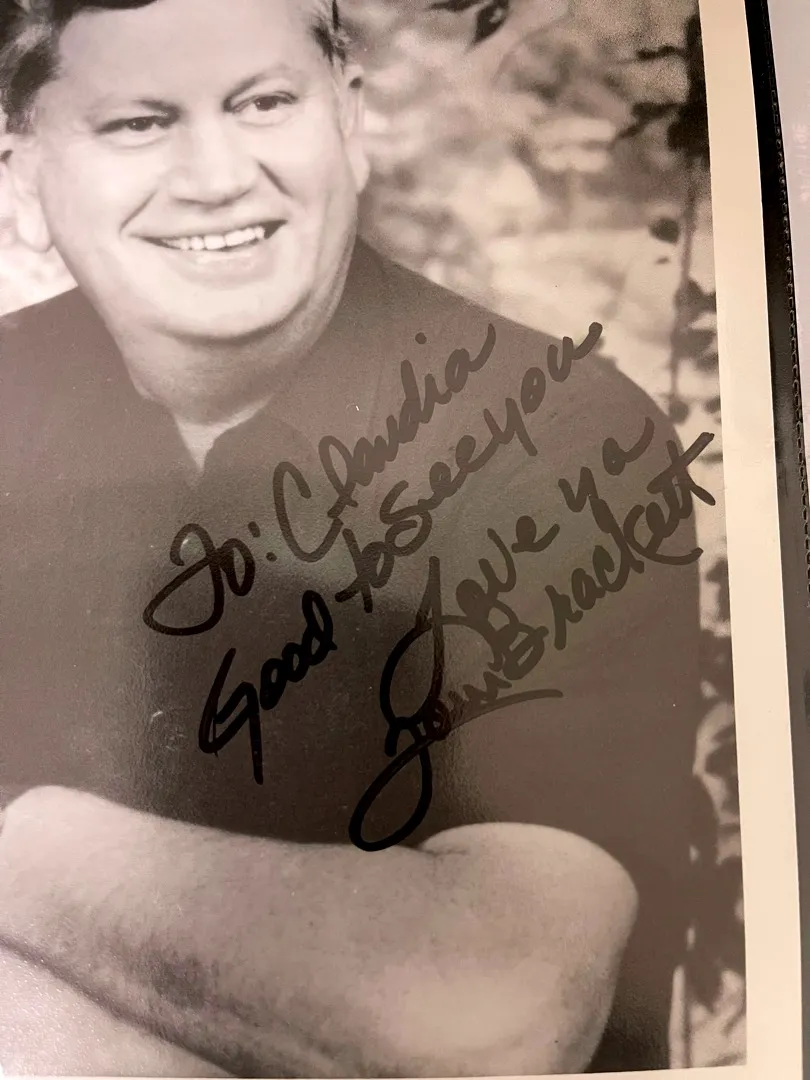 To: Claudia
Good to See you
Love ya
Brackett